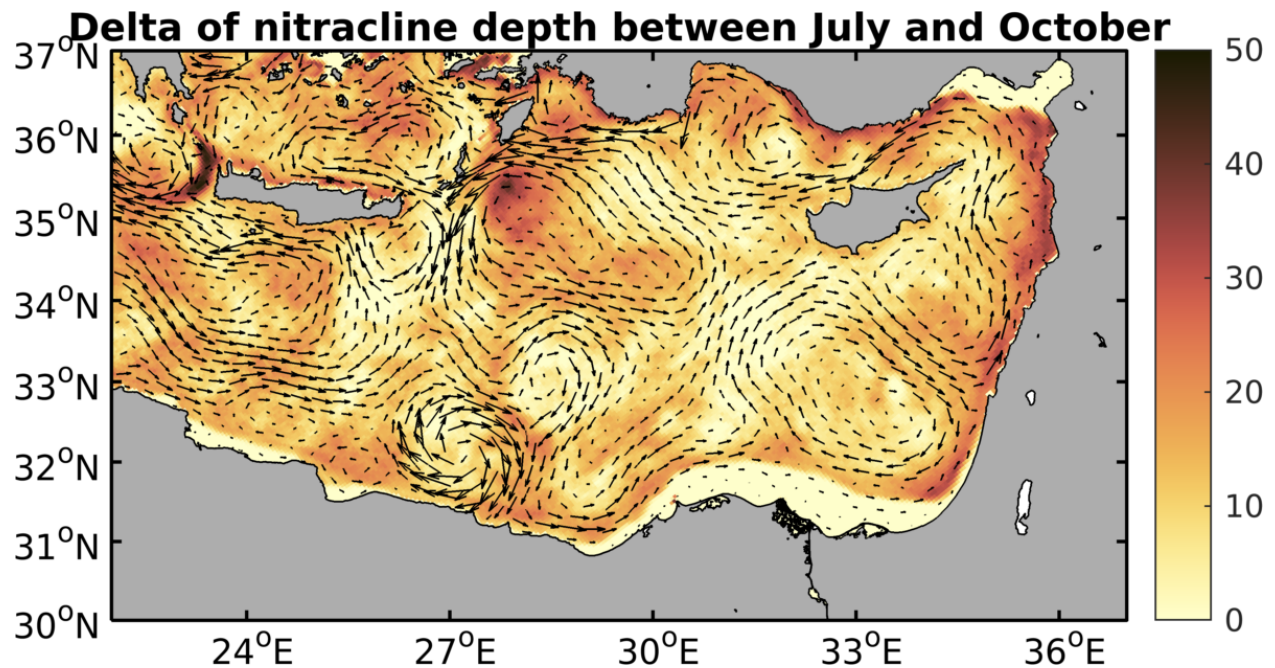 Delta of nitracline depth between July and October
37°N
36°N
35°N
34°N
33°N
32°N
31°N
30°N
24°E
27°E
30°E
33°E
36°E
50
40
30
20
10
0